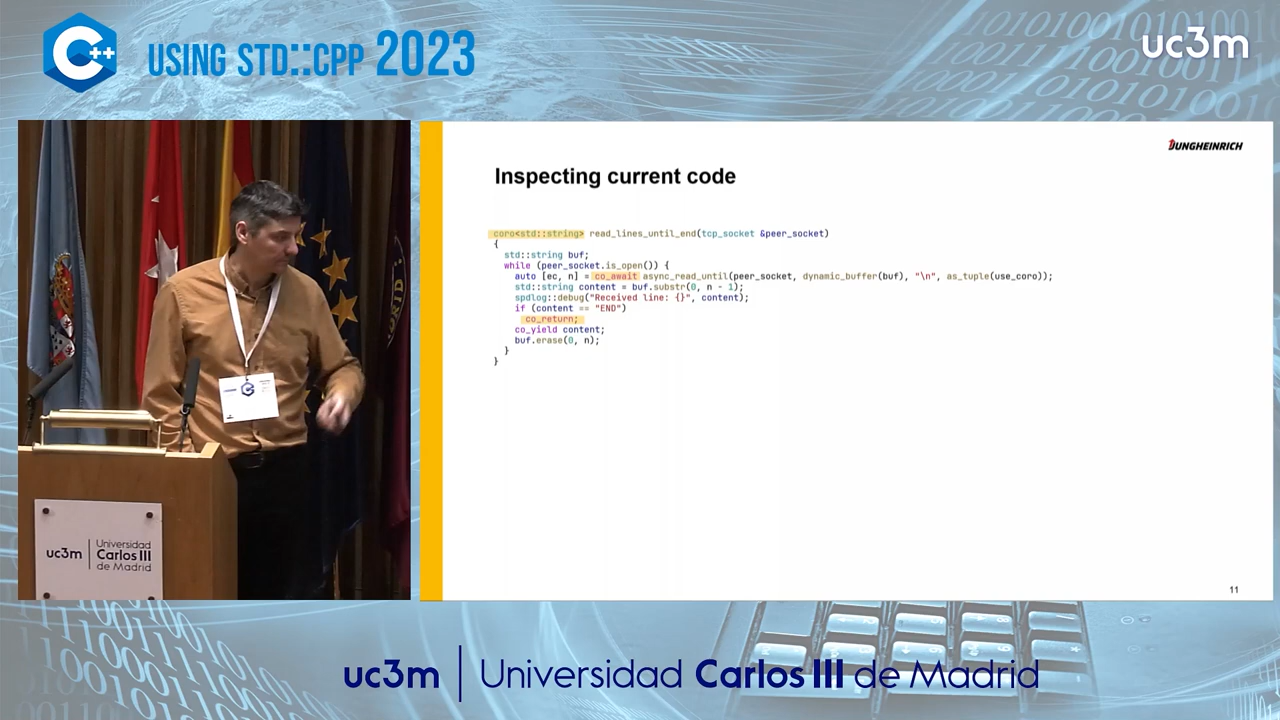 C++
USING STD::CPP 2023
uc3m
JUNGHEINRICH
Inspecting current code
coro<std::string> read_lines_until_end(tcp_socket &peer_socket)
{
std::string buf;
while (peer_socket.is_open()) {
auto [ec, n] = co_await async_read_until(peer_socket, dynamic_buffer(buf), "\n", as_tuple(use_coro));
std::string content = buf.substr(0, n - 1);
spdlog::debug("Received line: {}", content);
if (content == "END")
co_return;
co_yield content;
buf.erase(0, n);
}
}
11
uc3m
Universidad
Carlos III
de Madrid
uc3m Universidad Carlos III de Madrid